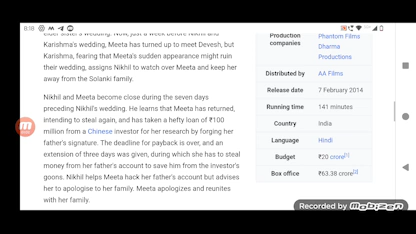 8:18
elder sister's wedding. Now, just a week before Nikhil and
Karishma's wedding, Meeta has turned up to meet Devesh, but
Karishma, fearing that Meeta's sudden appearance might ruin
their wedding, assigns Nikhil to watch over Meeta and keep her
away from the Solanki family.
Nikhil and Meeta become close during the seven days
preceding Nikhil's wedding. He learns that Meeta has returned,
intending to steal again, and has taken a hefty loan of ₹100
million from a Chinese investor for her research by forging her
father's signature. The deadline for payback is over, and an
extension of three days was given, during which she has to steal
money from her father's account to save him from the investor's
goons. Nikhil helps Meeta hack her father's account but advises
her to apologise to her family. Meeta apologizes and reunites
with her family.
Production companies
Phantom Films
Dharma Productions
Distributed by AA Films
Release date 7 February 2014
Running time 141 minutes
Country India
Language Hindi
Budget ₹20 crore
Box office ₹63.38 crore
Recorded by Mobizen